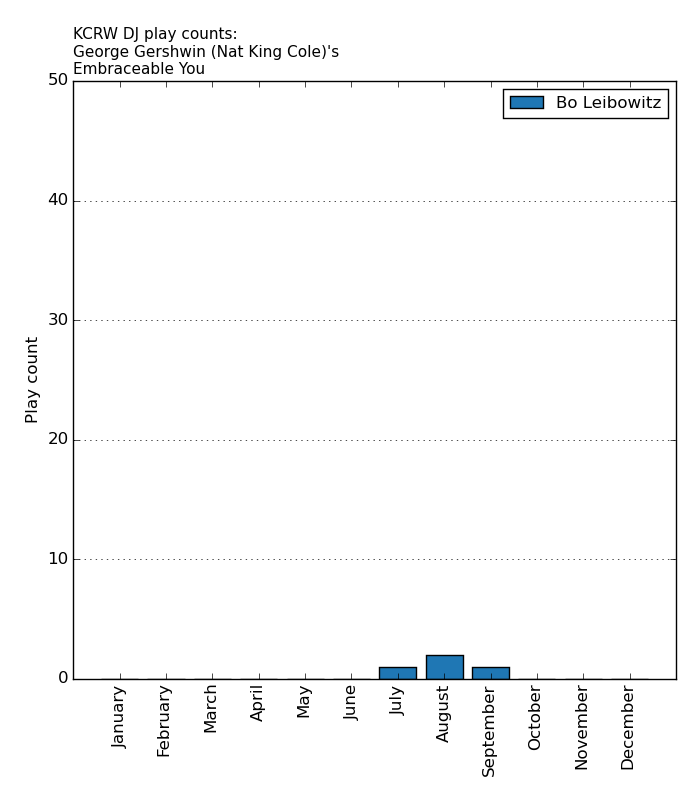 KCRW DJ play counts:
George Gershwin (Nat King Cole)'s
Embraceable You
50
40
30
20
10
0
Play count
Bo Leibowitz
January
February
March
April
May
June
July
August
September
October
November
December